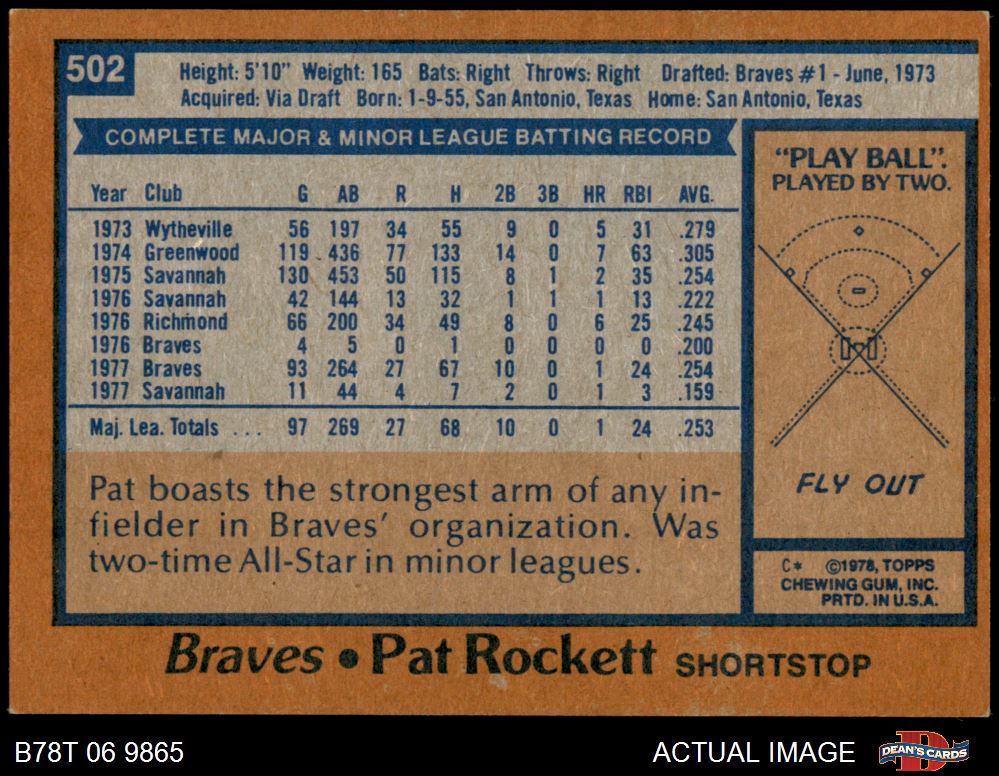 502
Height: 5'10" Weight: 165 Bats: Right Throws: Right Drafted: Braves #1 - June, 1973
Acquired: Via Draft Born: 1-9-55, San Antonio, Texas Home: San Antonio, Texas
COMPLETE MAJOR & MINOR LEAGUE BATTING RECORD
Year Club G AB R H 2B 3B HR RBI AVG.
1973 Wytheville 56 197 34 55 9 0 5 31 .279
1974 Greenwood 119 436 77 133 14 0 7 63 .305
1975 Savannah 130 453 50 115 8 1 2 35 .254
1976 Savannah 42 144 13 32 1 1 1 13 .222
1976 Richmond 66 200 34 49 8 0 6 25 .245
1976 Braves 4 5 0 1 0 0 0 0 .200
1977 Braves 93 264 27 67 10 0 1 24 .254
1977 Savannah 11 44 4 7 2 0 1 3 .159
Maj. Lea. Totals ... 97 269 27 68 10 0 1 24 .253
Pat boasts the strongest arm of any in-
fielder in Braves' organization. Was
two-time All-Star in minor leagues.
"PLAY BALL".
PLAYED BY TWO.
FLY OUT
C* ©1978, TOPPS
CHEWING GUM, INC.
PRTD. IN U.S.A.
Braves • Pat Rockett SHORTSTOP
B78T 06 9865
ACTUAL IMAGE
DEAN'S CARDS